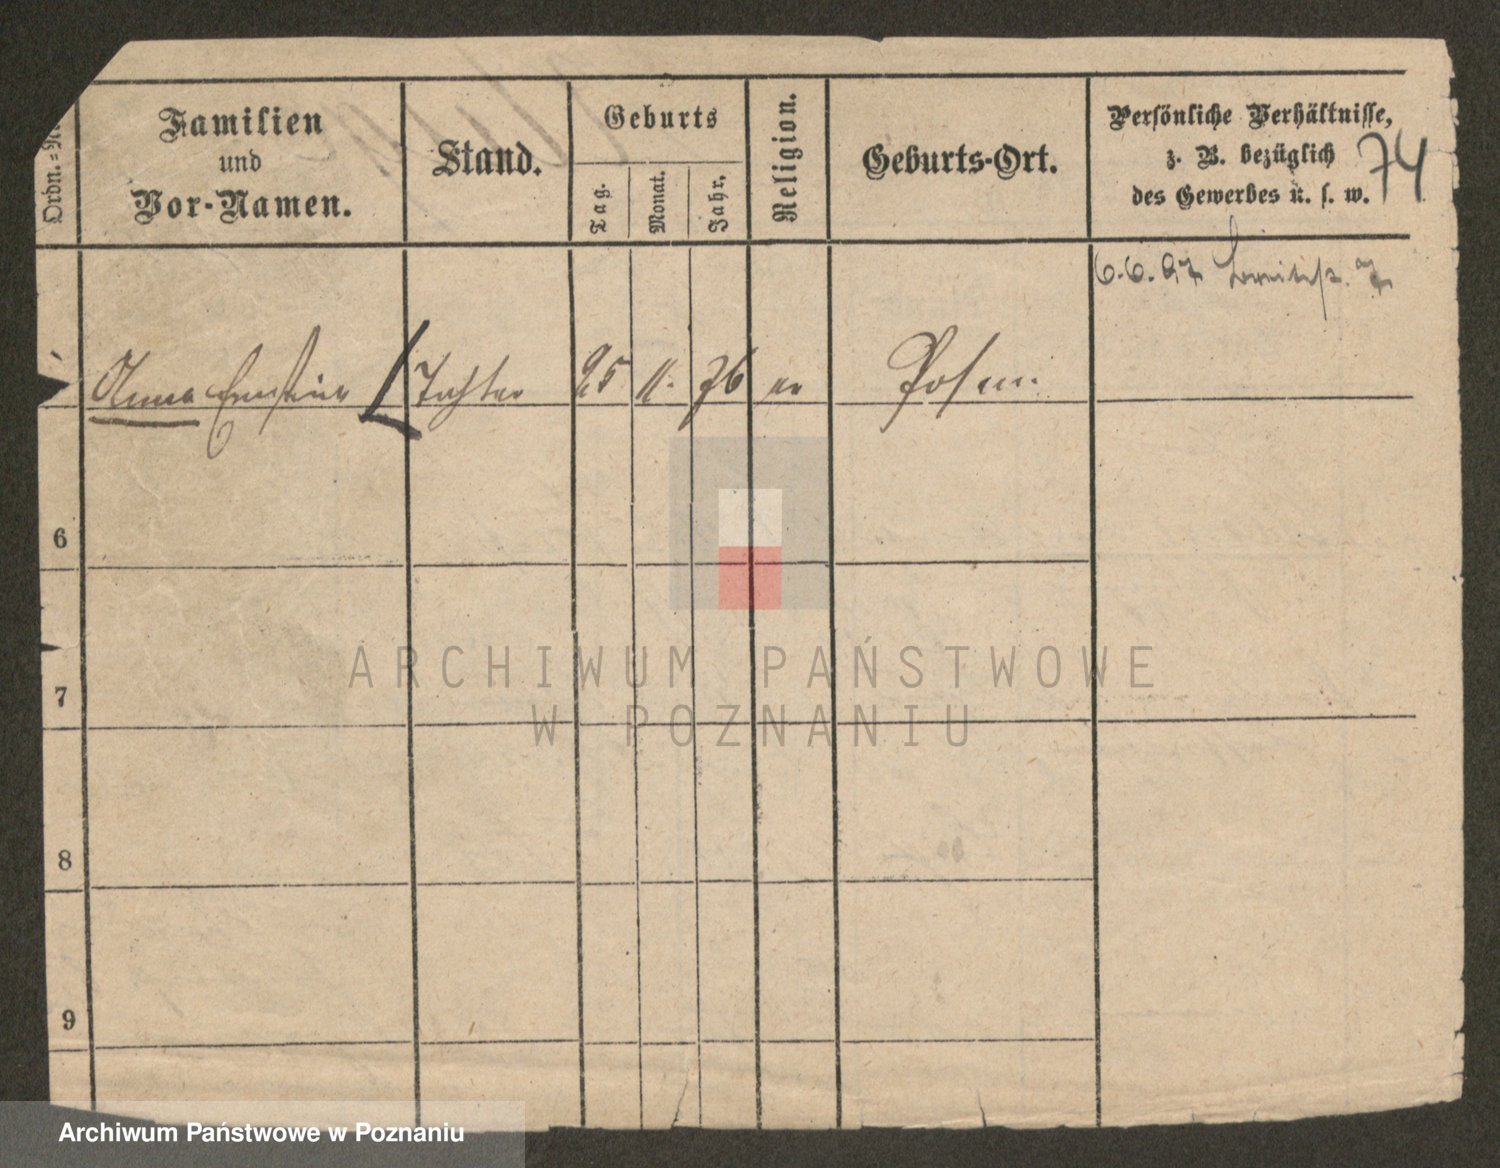 Ordn.=Nr.
Familien
und
Vor-Namen.
Stand.
Geburts
Tag.
Monat.
Jahr.
Religion.
Geburts-Ort.
Persönliche Verhältnisse,
z. B. bezüglich
des Gewerbes u. s. w.
74
6.6.97
Anna Ernstine Tochter 25 11. 76 ev Posen.
6
7
8
9
ARCHIWUM PAŃSTWOWE
W POZNANIU
Archiwum Państwowe w Poznaniu